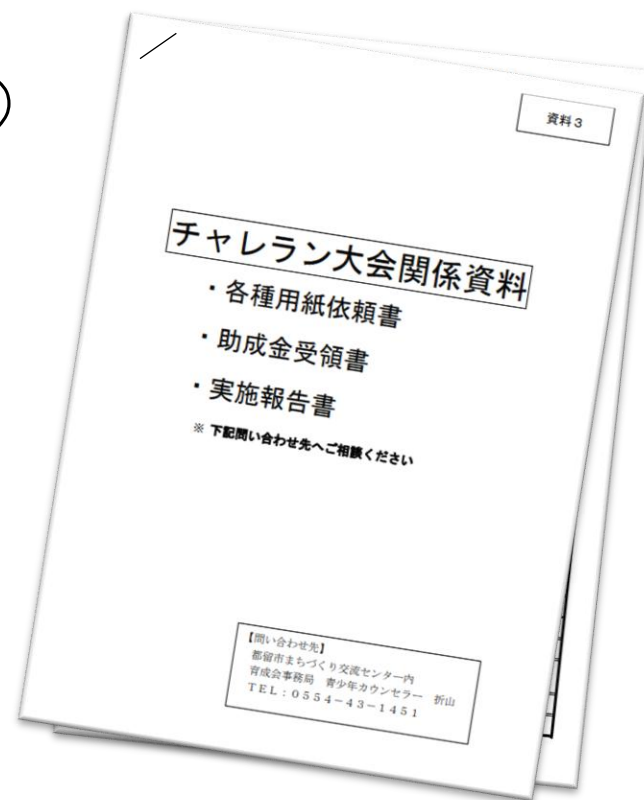 資料3
チャレラン大会関係資料
・各種用紙依頼書
・助成金受領書
・実施報告書
※ 下記問い合わせ先へご相談ください
【問い合わせ先】
都留市まちづくり交流センター内
育成会事務局　青少年カウンセラー　折山
ＴＥＬ：０５５４－４３－１４５１